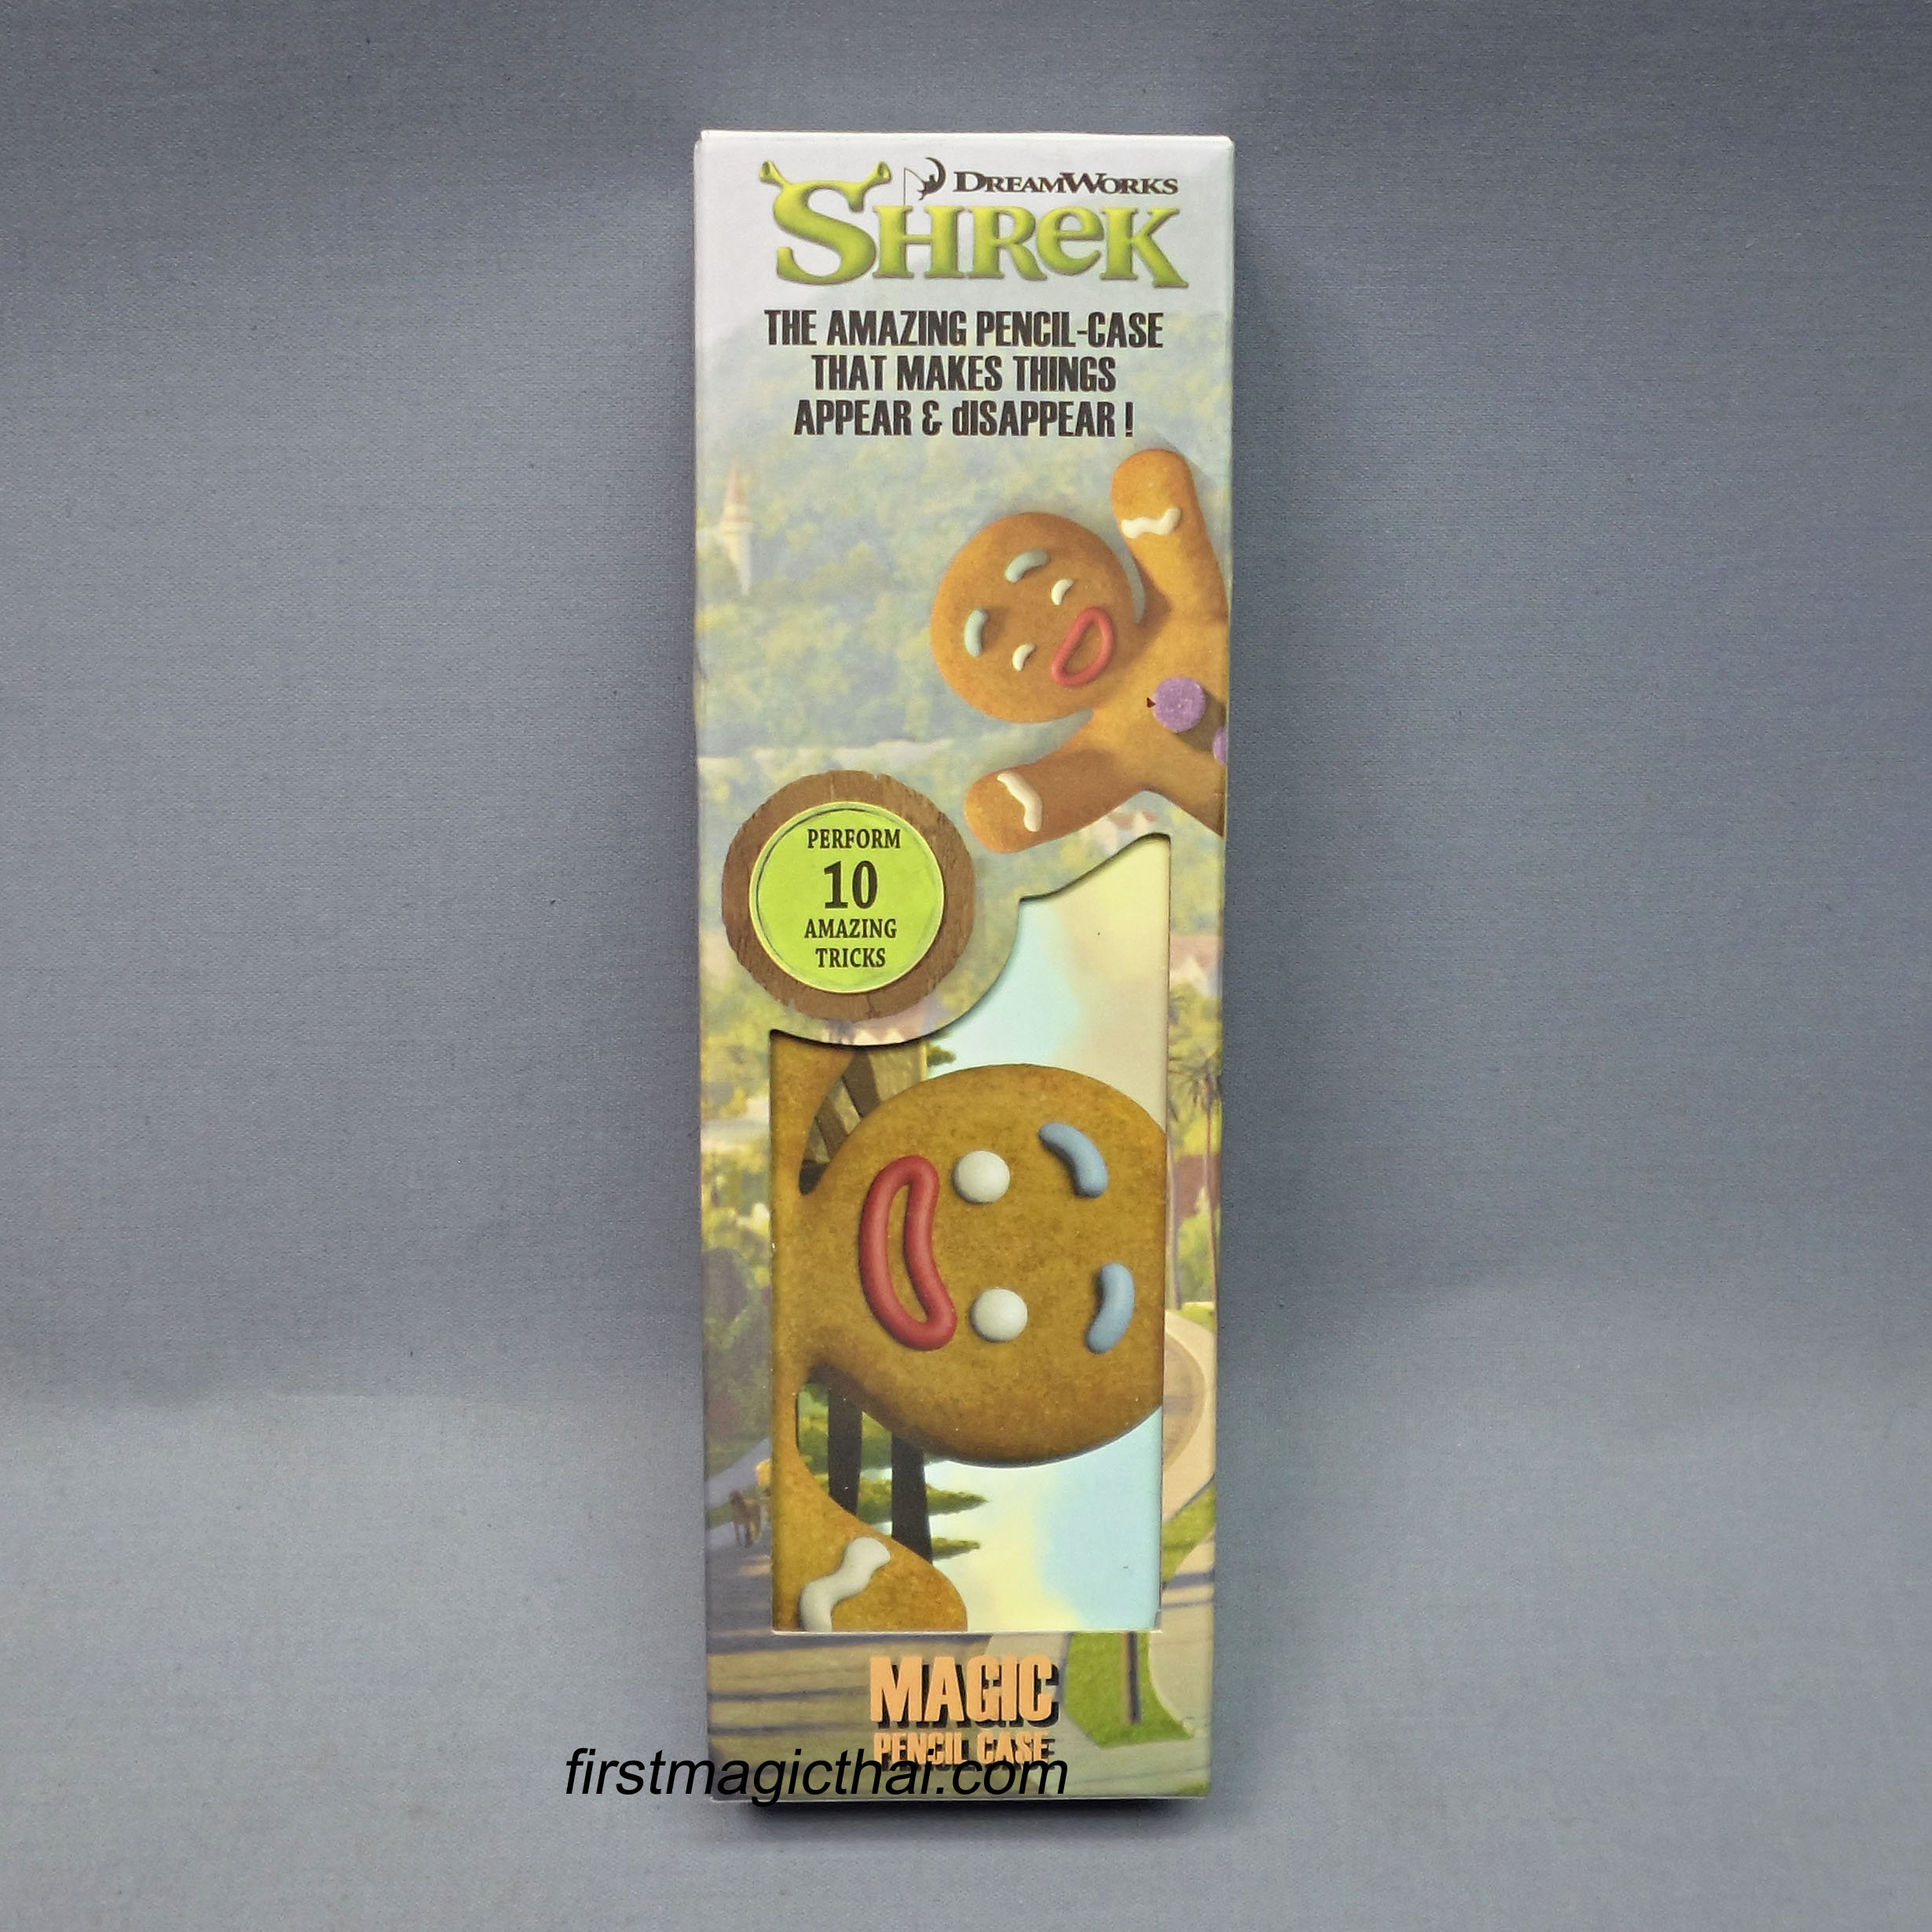 DREAMWORKS
SHReK
THE AMAZING PENCIL-CASE
THAT MAKES THINGS
APPEAR & dISAPPEAR !
PERFORM
10
AMAZING
TRICKS
MAGIC
PENCIL CASE
firstmagicthai.com